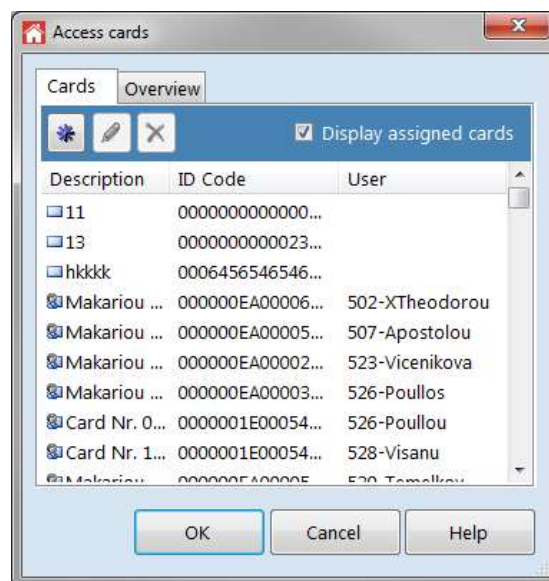 Access cards
Cards Overview
Display assigned cards
Description ID Code User
11 0000000000000...
13 0000000000023...
hkkkk 0006456546546...
Makariou ... 000000EA00006... 502-XTheodorou
Makariou ... 000000EA00005... 507-Apostolou
Makariou ... 000000EA00002... 523-Vicenikova
Makariou ... 000000EA00003... 526-Poullos
Card Nr. 0... 0000001E00054... 526-Poullou
Card Nr. 1... 0000001E00054... 528-Visanu
Makariou
OK Cancel Help